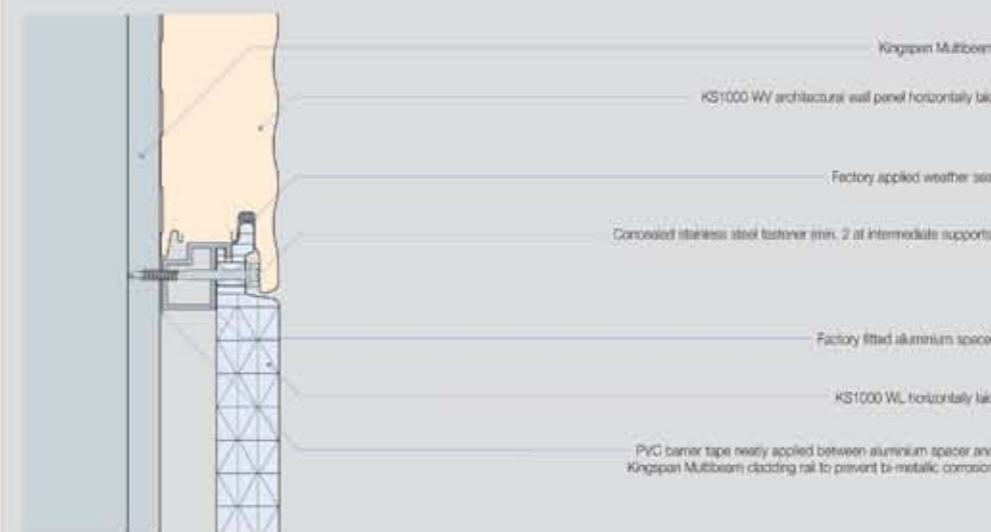 Kingspan Multibeam
KS1000 WV architectural wall panel horizontally laid
Factory applied weather seal
Concealed stainless steel fastener (min. 2 at intermediate supports)
Factory fitted aluminium spacer
KS1000 WL horizontally laid
PVC barrier tape neatly applied between aluminium spacer and
Kingspan Multibeam cladding rail to prevent bi-metallic corrosion